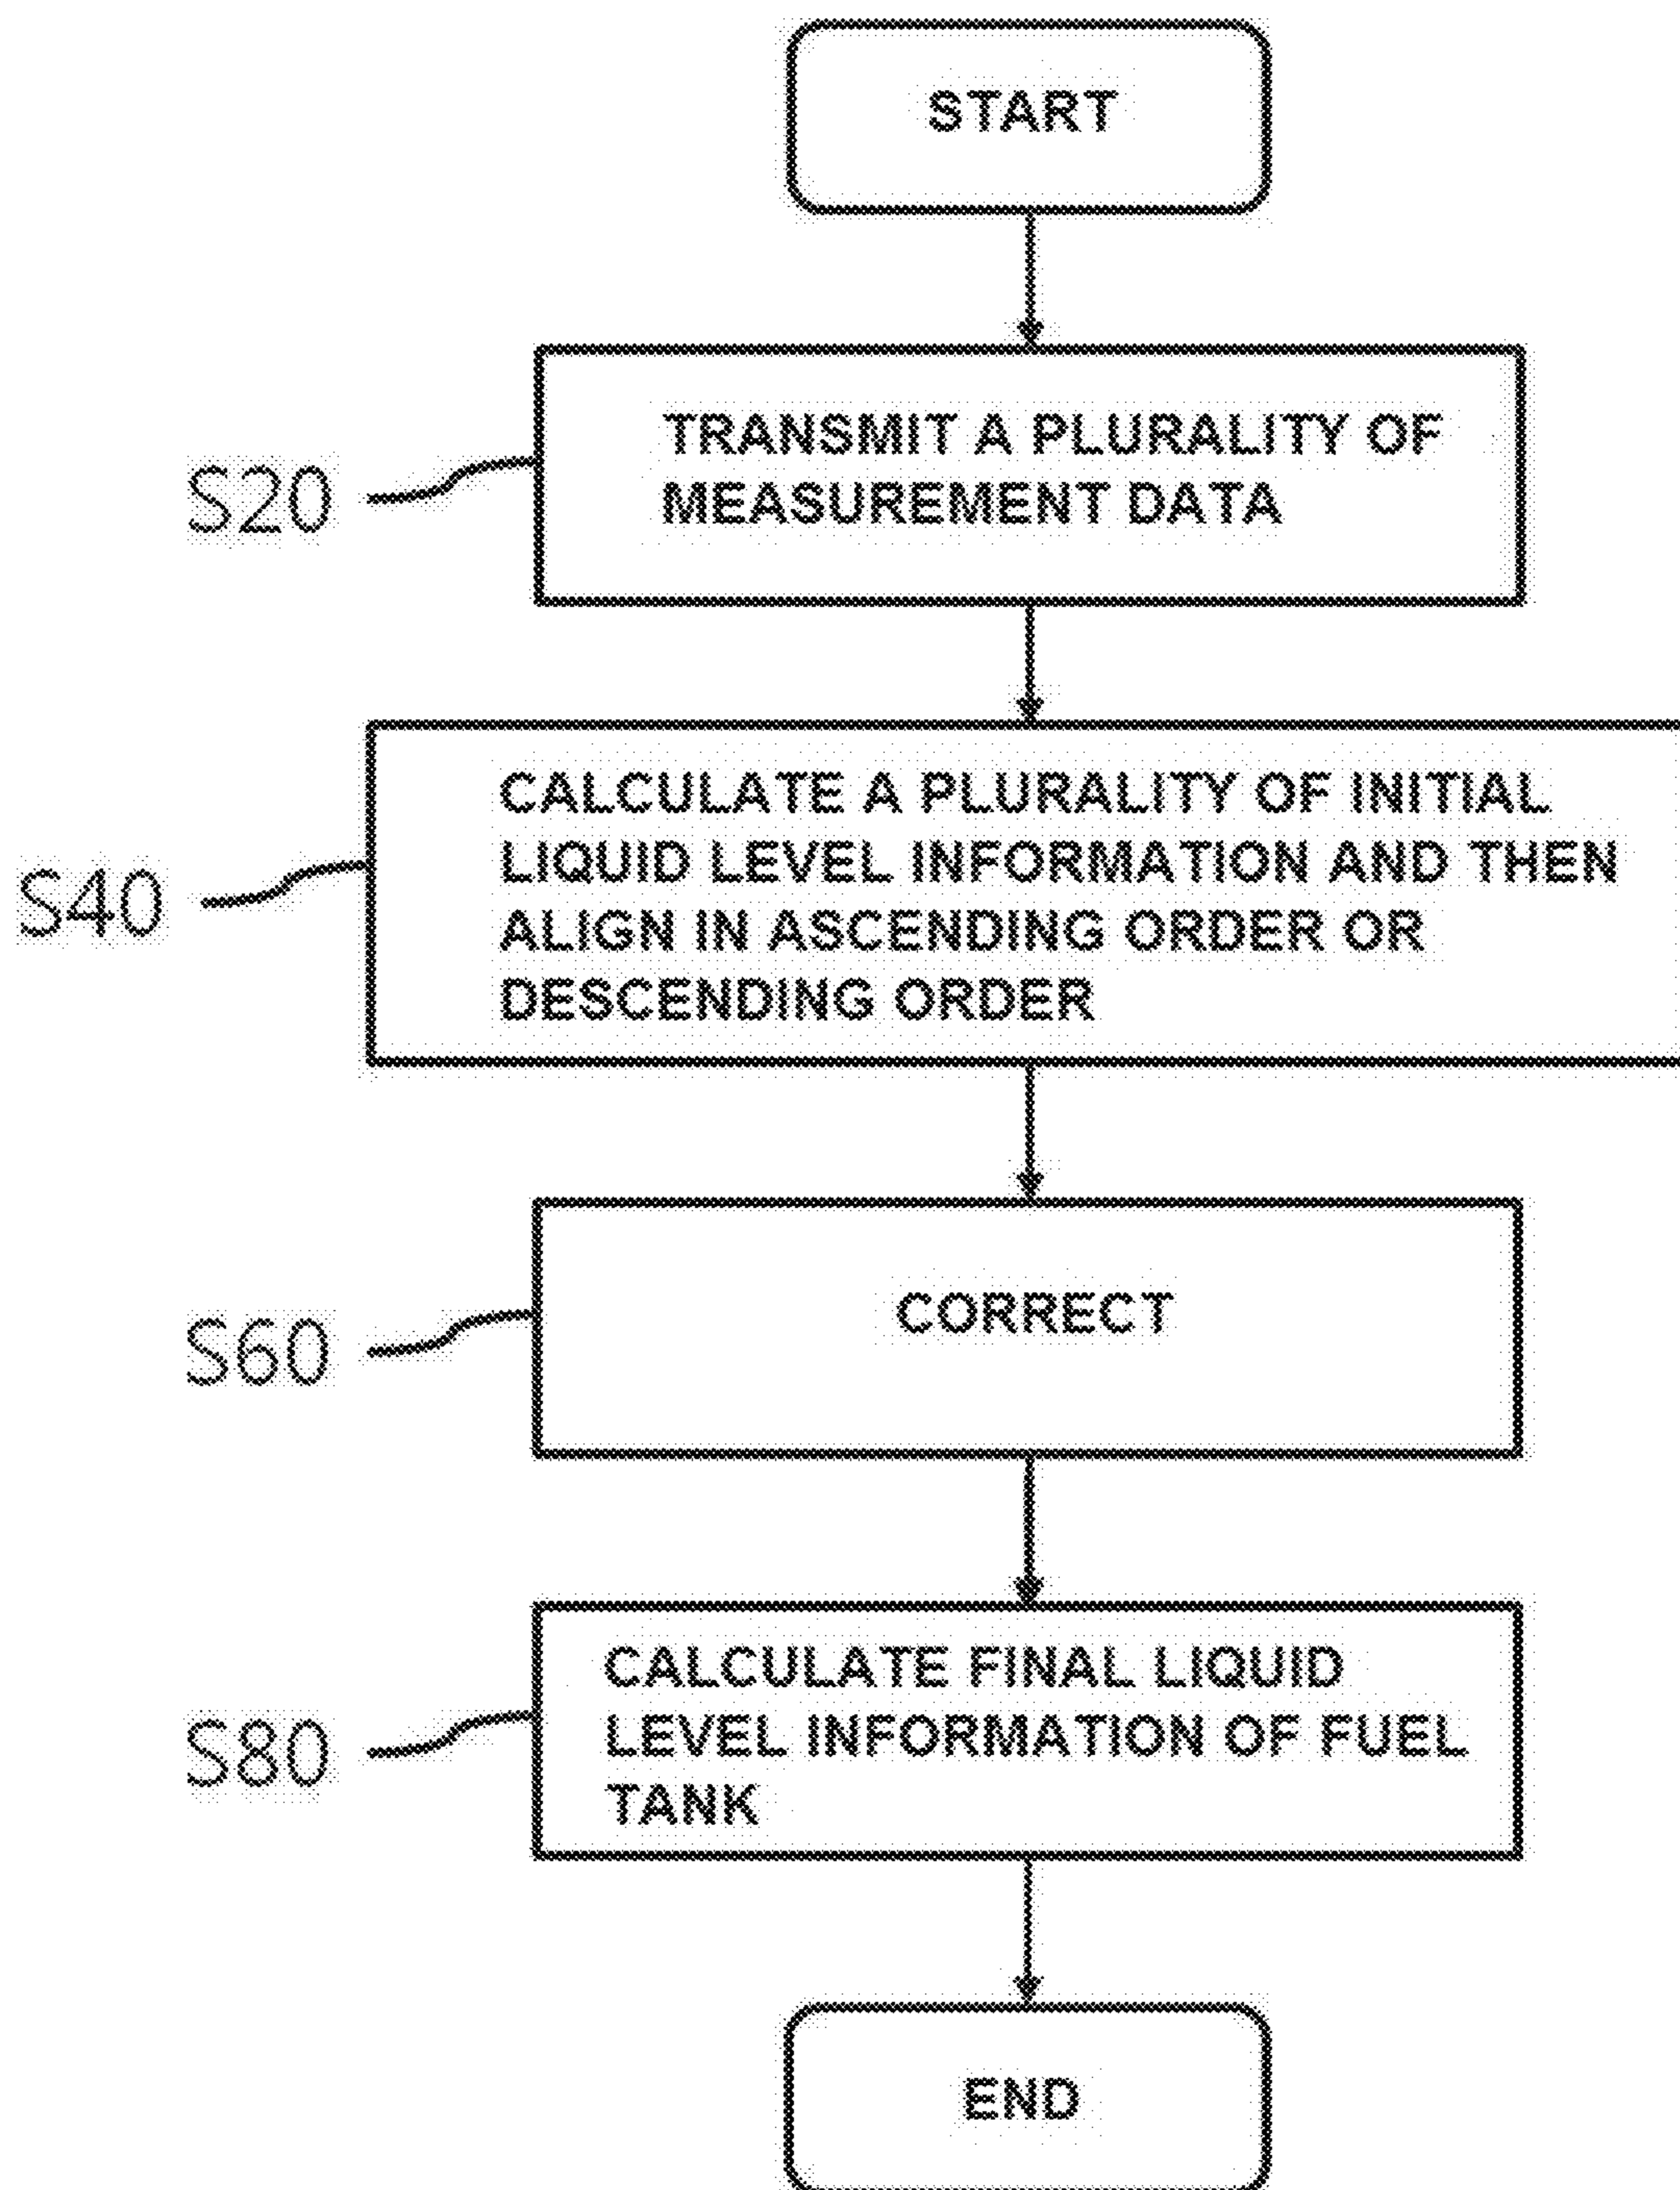 START
S20
TRANSMIT A PLURALITY OF
MEASUREMENT DATA
S40
CALCULATE A PLURALITY OF INITIAL
LIQUID LEVEL INFORMATION AND THEN
ALIGN IN ASCENDING ORDER OR
DESCENDING ORDER
S60
CORRECT
S80
CALCULATE FINAL LIQUID
LEVEL INFORMATION OF FUEL
TANK
END